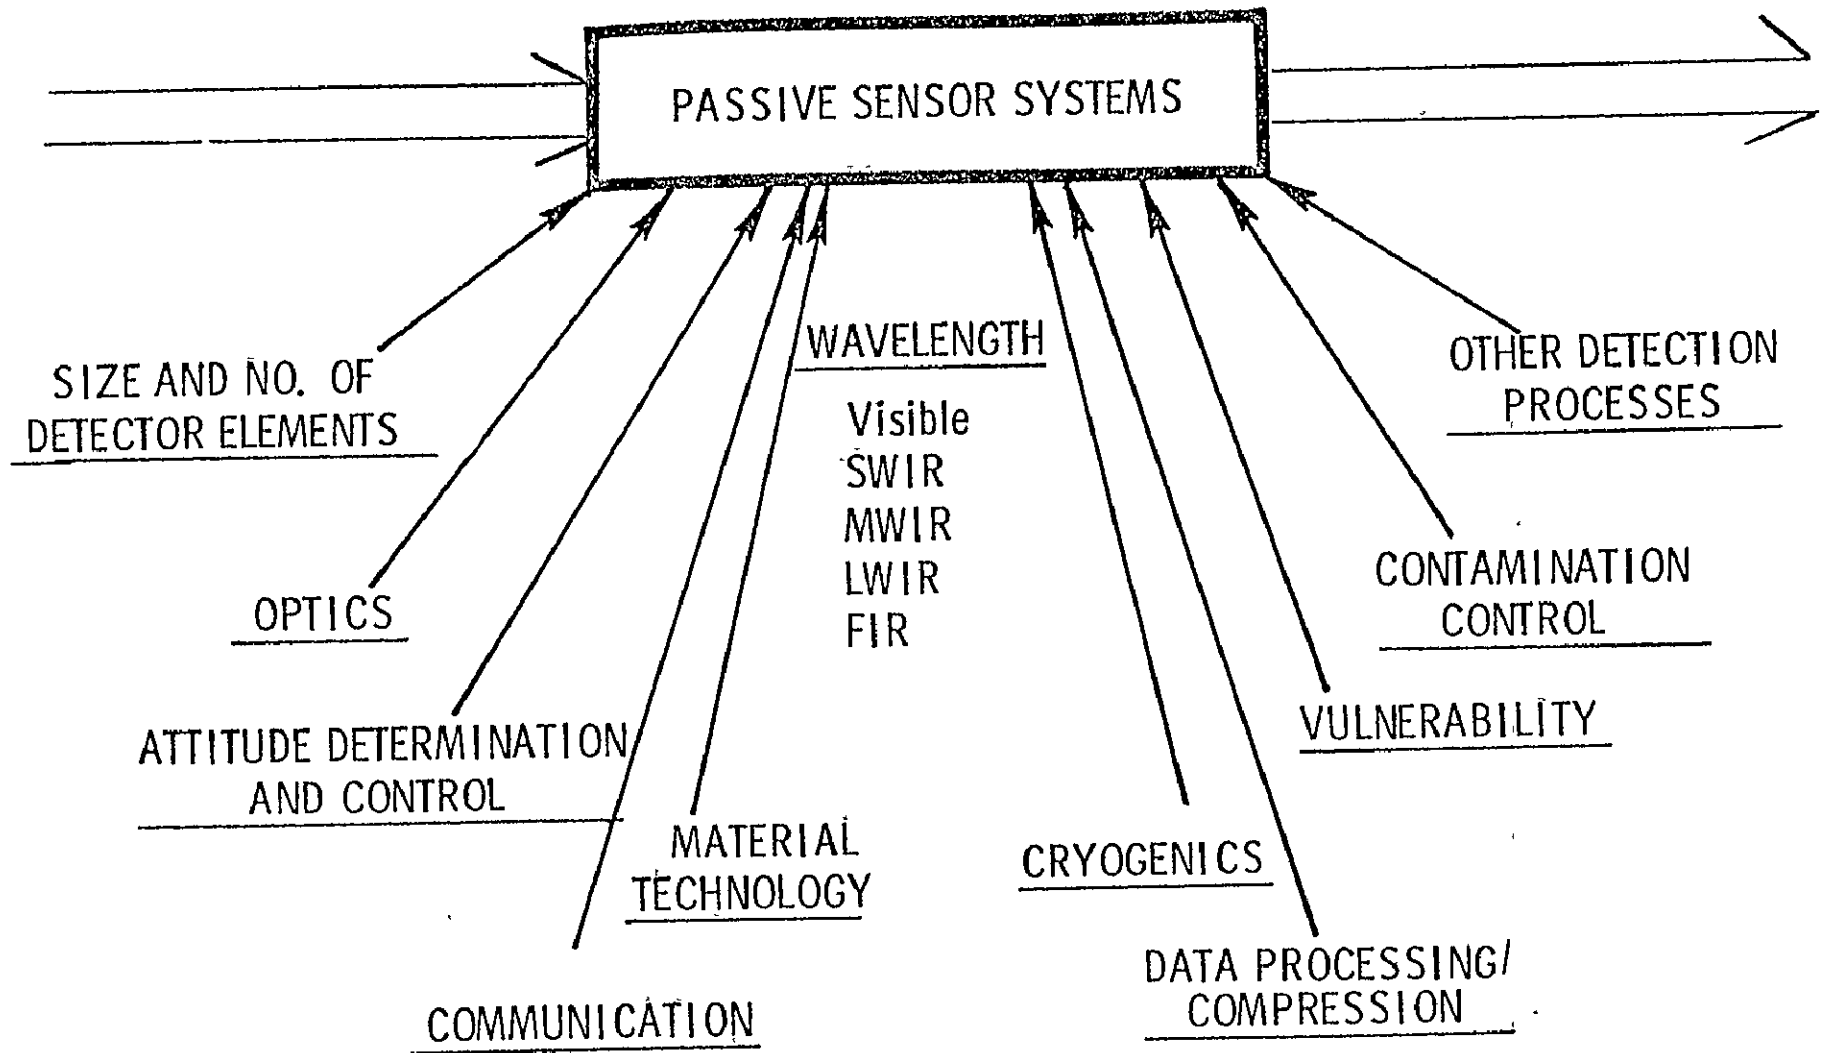 PASSIVE SENSOR SYSTEMS
SIZE AND NO. OF
DETECTOR ELEMENTS
OPTICS
ATTITUDE DETERMINATION
AND CONTROL
COMMUNICATION
MATERIAL
TECHNOLOGY
WAVELENGTH
Visible
SWIR
MWIR
LWIR
FIR
CRYOGENICS
DATA PROCESSING/
COMPRESSION
VULNERABILITY
CONTAMINATION
CONTROL
OTHER DETECTION
PROCESSES